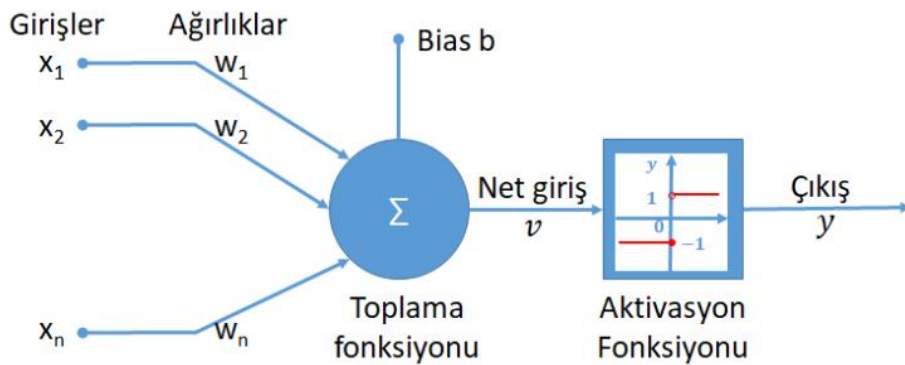 Girişler
Ağırlıklar
Bias b
x1
w1
x2
w2
xn
wn
Σ
Net giriş
v
y
1
0
−1
Çıkış
y
Toplama
fonksiyonu
Aktivasyon
Fonksiyonu